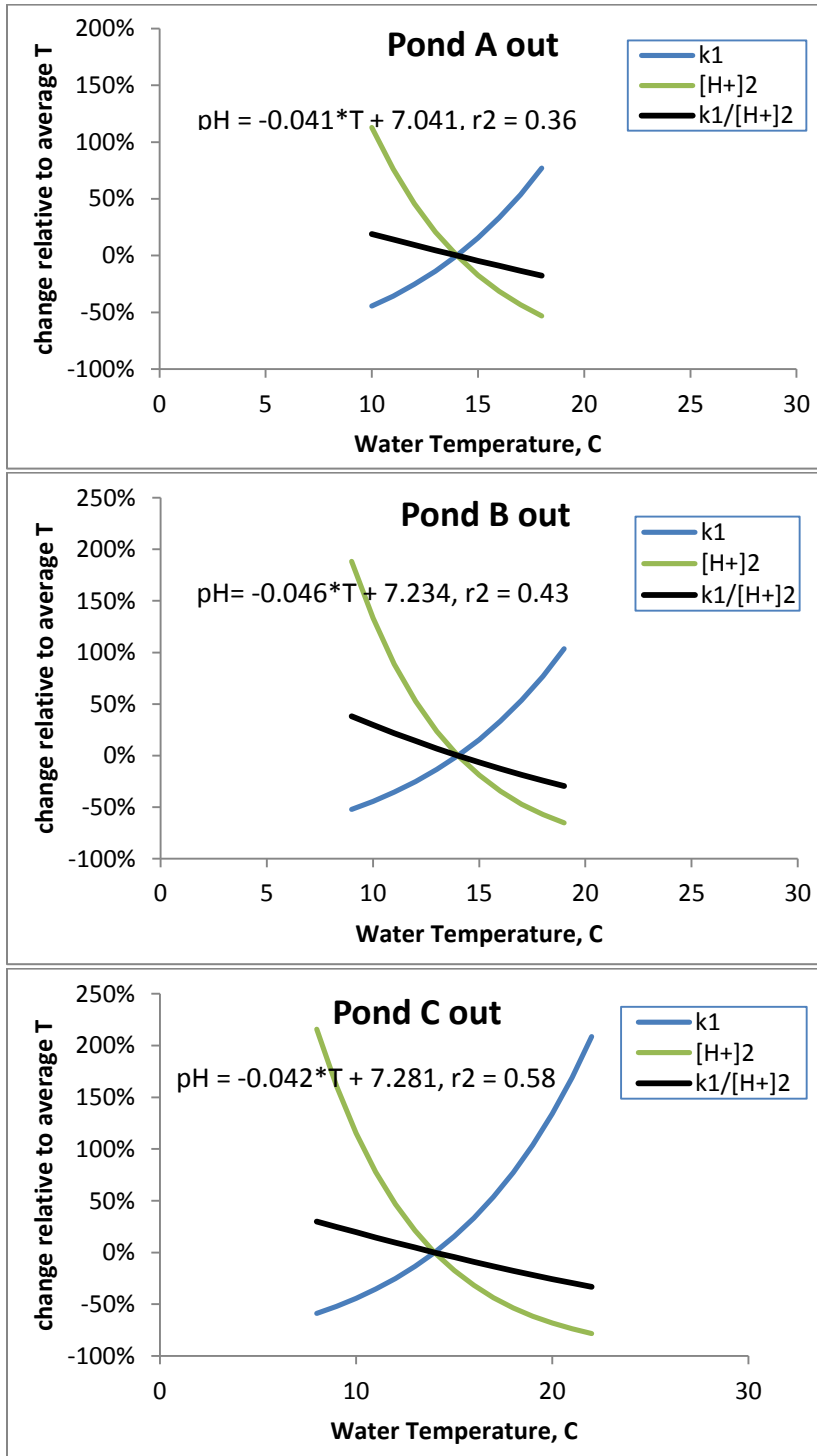 Pond A out
k1
[H+]2
k1/[H+]2
pH = -0.041*T + 7.041, r2 = 0.36
change relative to average T
200%
150%
100%
50%
0%
-50%
-100%
0 5 10 15 20 25 30
Water Temperature, C
Pond B out
k1
[H+]2
k1/[H+]2
pH= -0.046*T + 7.234, r2 = 0.43
change relative to average T
250%
200%
150%
100%
50%
0%
-50%
-100%
0 5 10 15 20 25 30
Water Temperature, C
Pond C out
k1
[H+]2
k1/[H+]2
pH = -0.042*T + 7.281, r2 = 0.58
change relative to average T
250%
200%
150%
100%
50%
0%
-50%
-100%
0 10 20 30
Water Temperature, C